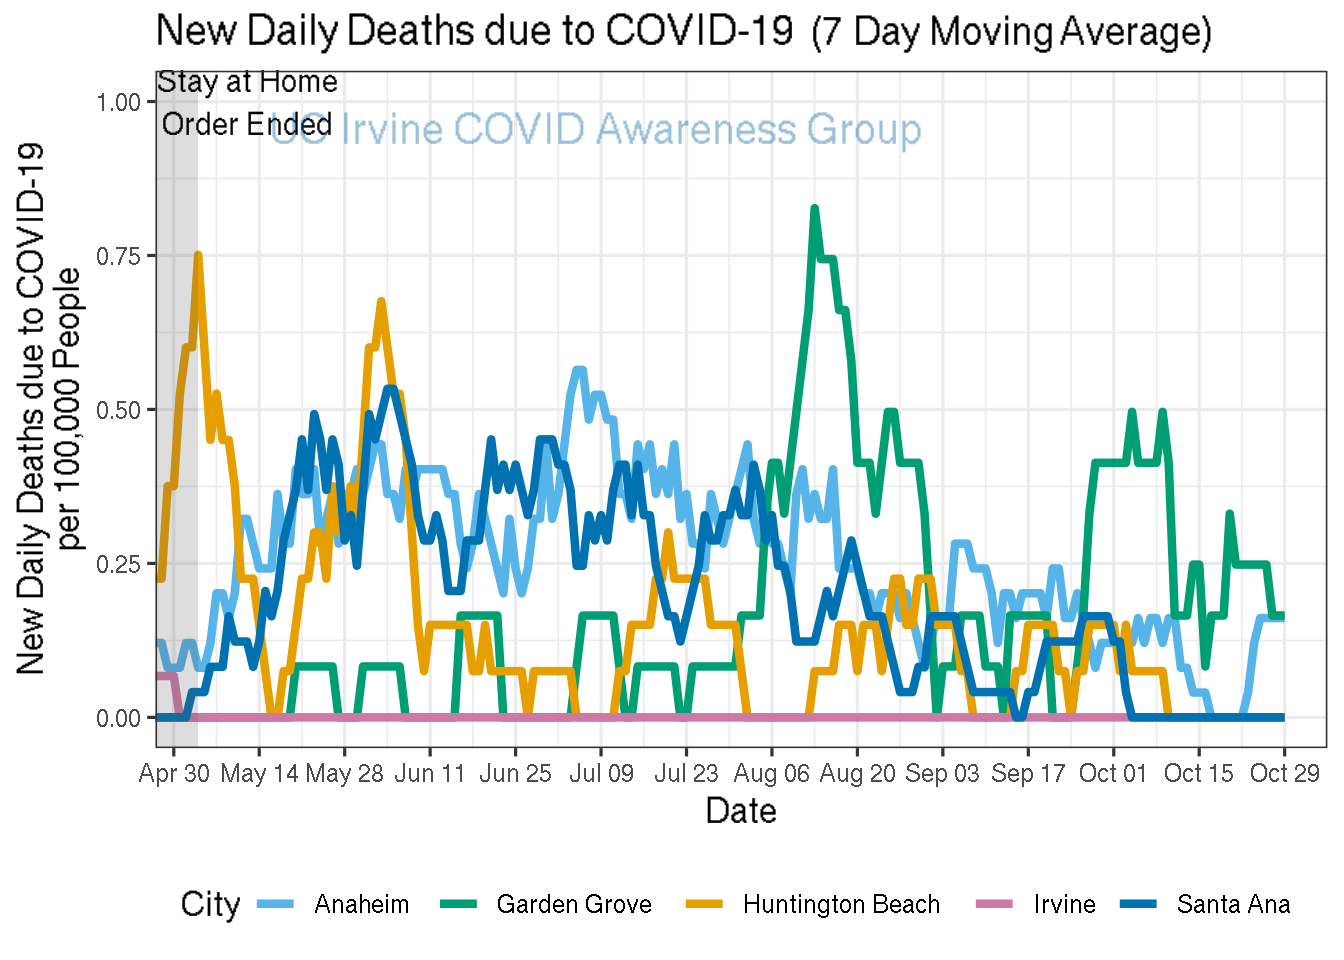 New Daily Deaths due to COVID-19 (7 Day Moving Average)
Stay at Home
Order Ended
UC Irvine COVID Awareness Group
New Daily Deaths due to COVID-19
per 100,000 People
1.00
0.75
0.50
0.25
0.00
Apr 30 May 14 May 28 Jun 11 Jun 25 Jul 09 Jul 23 Aug 06 Aug 20 Sep 03 Sep 17 Oct 01 Oct 15 Oct 29
Date
City Anaheim Garden Grove Huntington Beach Irvine Santa Ana